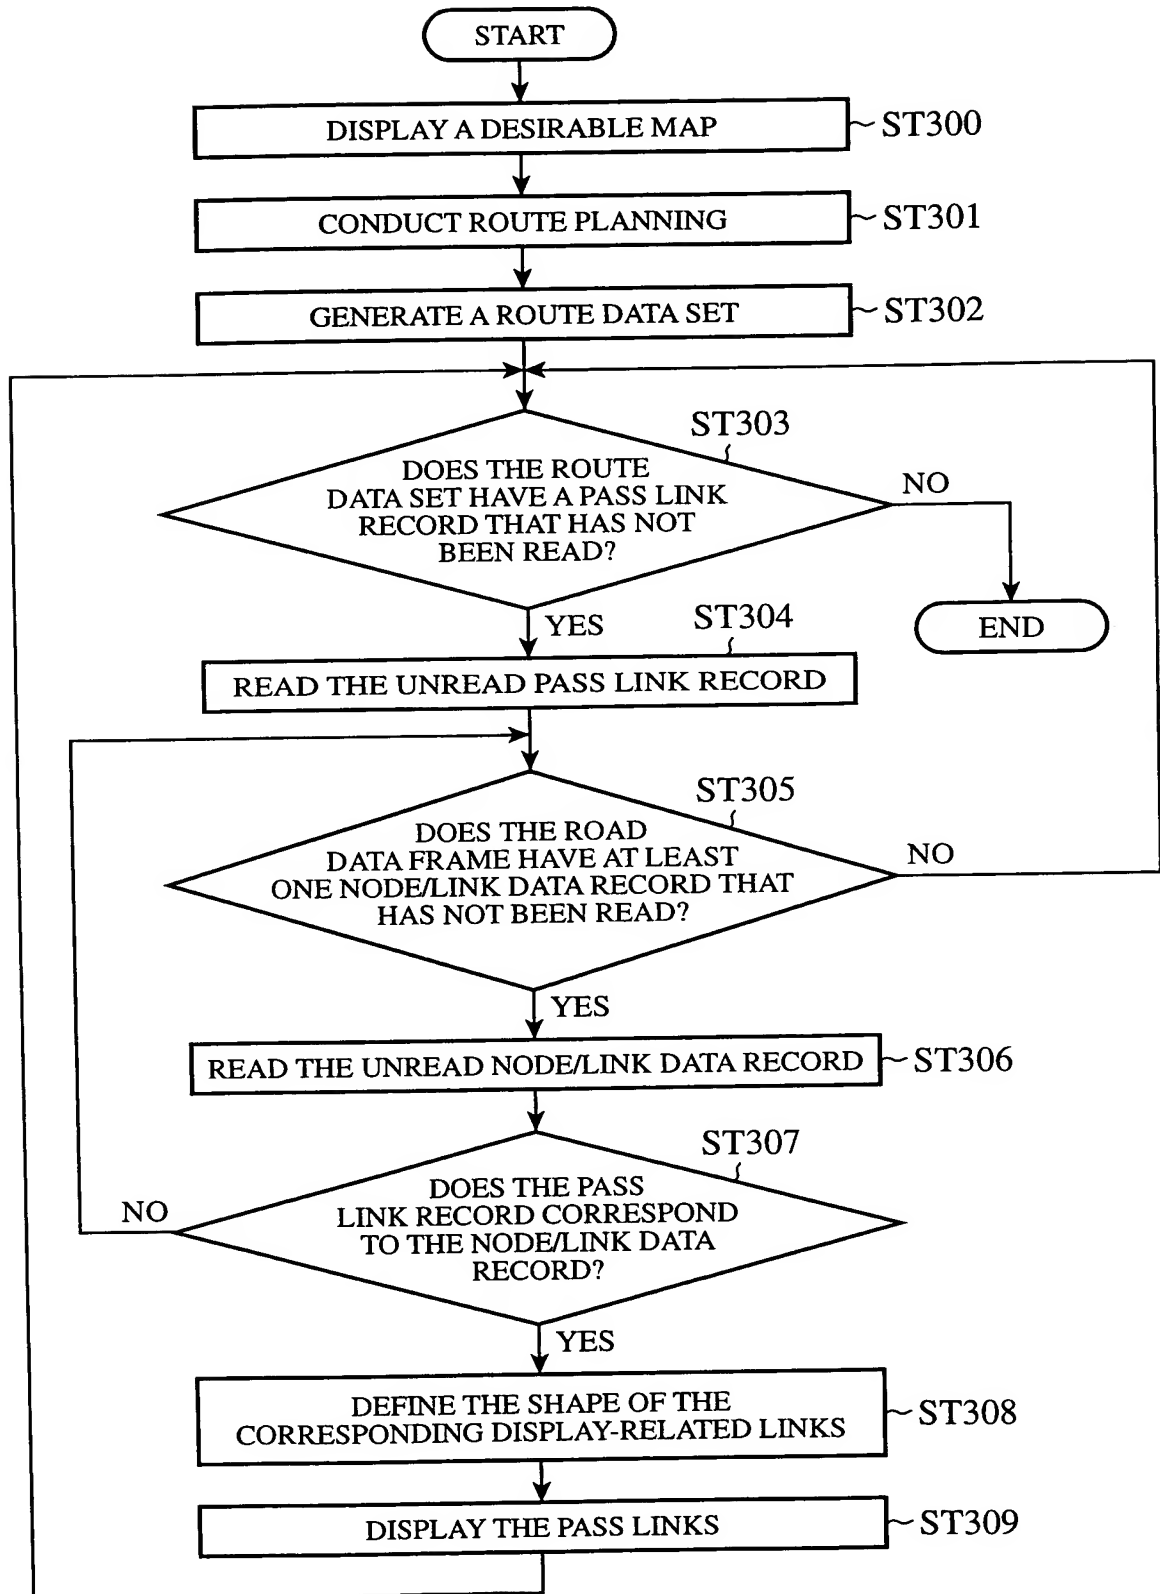 START
DISPLAY A DESIRABLE MAP
ST300
CONDUCT ROUTE PLANNING
ST301
GENERATE A ROUTE DATA SET
ST302
ST303
DOES THE ROUTE
DATA SET HAVE A PASS LINK
RECORD THAT HAS NOT
BEEN READ?
NO
END
YES
ST304
READ THE UNREAD PASS LINK RECORD
ST305
DOES THE ROAD
DATA FRAME HAVE AT LEAST
ONE NODE/LINK DATA RECORD THAT
HAS NOT BEEN READ?
NO
YES
READ THE UNREAD NODE/LINK DATA RECORD
ST306
ST307
DOES THE PASS
LINK RECORD CORRESPOND
TO THE NODE/LINK DATA
RECORD?
NO
YES
DEFINE THE SHAPE OF THE
CORRESPONDING DISPLAY-RELATED LINKS
ST308
DISPLAY THE PASS LINKS
ST309